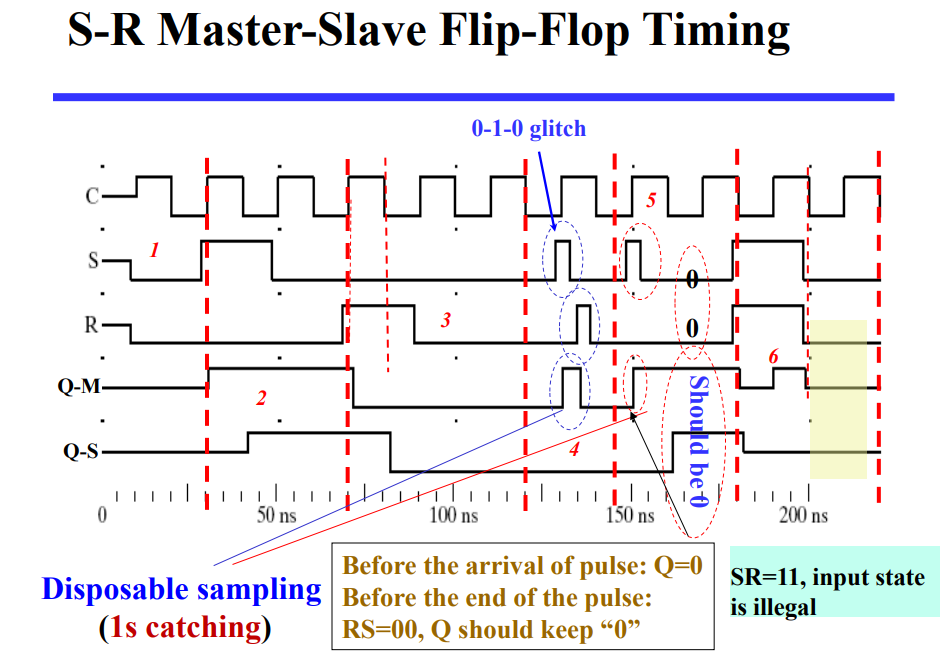 S-R Master-Slave Flip-Flop Timing
0-1-0 glitch
C
5
1
S
0
R
3
0
6
Q-M
2
Should be 0
Q-S
4
0
50 ns
100 ns
150 ns
200 ns
Disposable sampling
(1s catching)
Before the arrival of pulse: Q=0
Before the end of the pulse:
RS=00, Q should keep “0”
SR=11, input state
is illegal